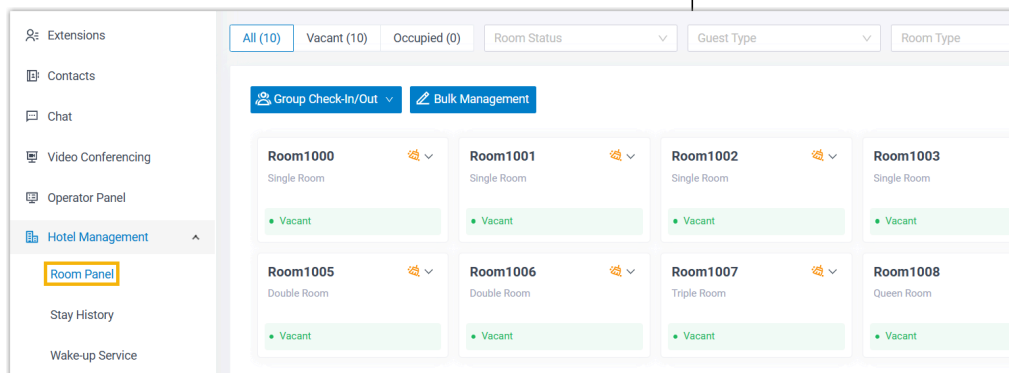 Extensions
Contacts
Chat
Video Conferencing
Operator Panel
Hotel Management
Room Panel
Stay History
Wake-up Service
All (10) Vacant (10) Occupied (0) Room Status Guest Type Room Type
Group Check-In/Out Bulk Management
Room1000 Room1001 Room1002 Room1003
Single Room Single Room Single Room Single Room
Vacant Vacant Vacant Vacant
Room1005 Room1006 Room1007 Room1008
Double Room Double Room Triple Room Queen Room
Vacant Vacant Vacant Vacant